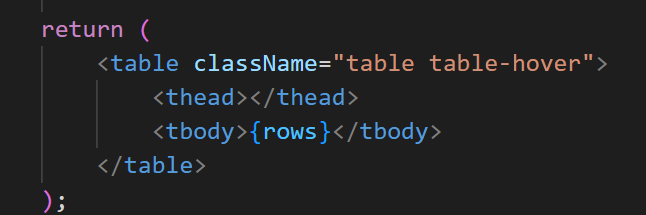 return (
<table className="table table-hover">
<thead></thead>
<tbody>{rows}</tbody>
</table>
);